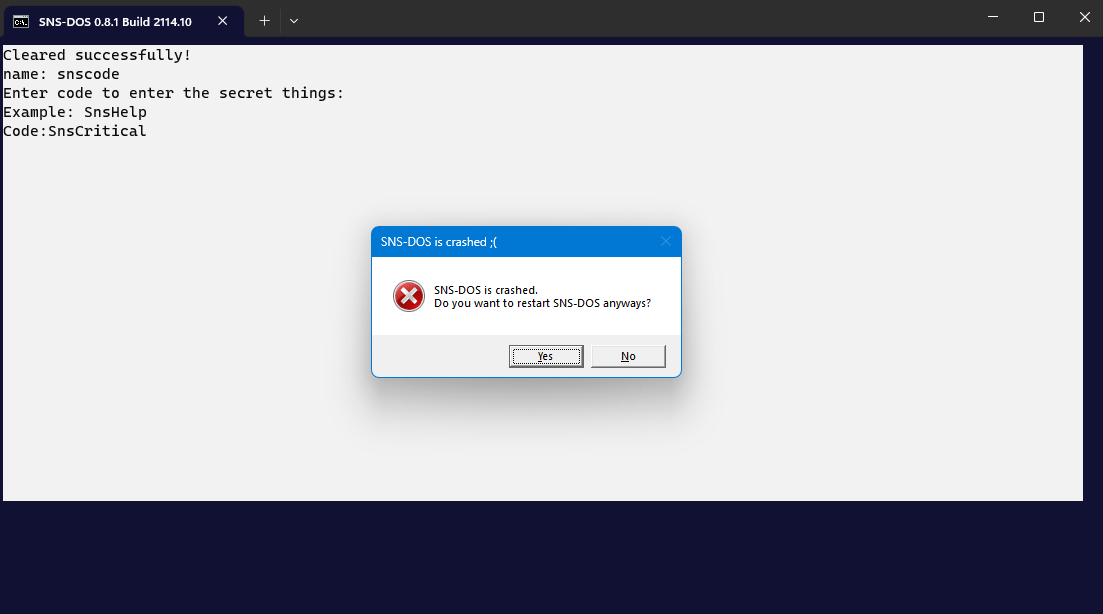 SNS-DOS 0.8.1 Build 2114.10
Cleared successfully!
name: snscode
Enter code to enter the secret things:
Example: SnsHelp
Code:SnsCritical
SNS-DOS is crashed ;(
SNS-DOS is crashed.
Do you want to restart SNS-DOS anyways?
Yes No